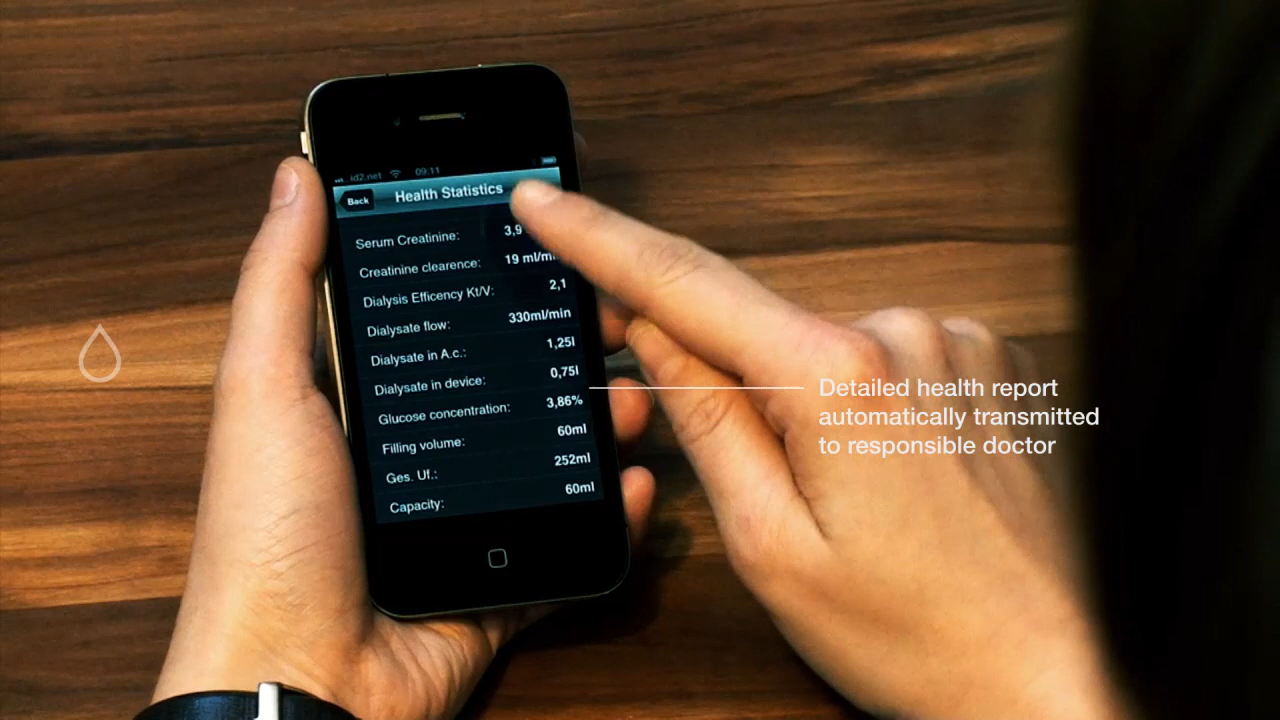 id2.net 09:11
Back Health Statistics
Serum Creatinine: 3,9
Creatinine clearence: 19 ml/m
Dialysis Efficency Kt/V: 2,1
Dialysate flow: 330ml/min
Dialysate in A.c.: 1,25l
Dialysate in device: 0,75l
Glucose concentration: 3,86%
Filling volume: 60ml
Ges. Uf.: 252ml
Capacity: 60ml
Detailed health report
automatically transmitted
to responsible doctor